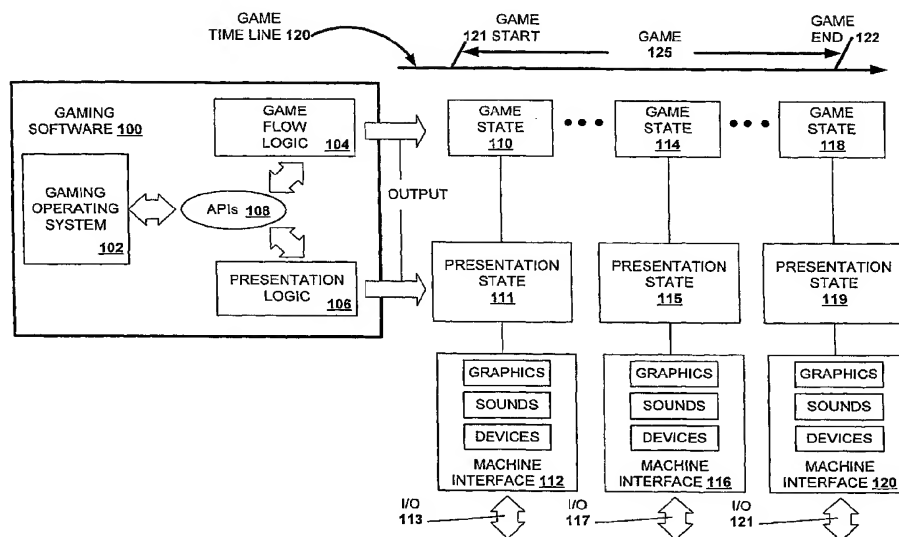 GAME
TIME LINE 120
GAME
121 START
GAME
125
GAME
END
122
GAMING
SOFTWARE 100
GAME
FLOW
LOGIC
104
GAMING
OPERATING
SYSTEM
102
APIs 108
PRESENTATION
LOGIC
106
OUTPUT
GAME
STATE
110
GAME
STATE
114
GAME
STATE
118
PRESENTATION
STATE
111
PRESENTATION
STATE
115
PRESENTATION
STATE
119
GRAPHICS
SOUNDS
DEVICES
MACHINE
INTERFACE 112
GRAPHICS
SOUNDS
DEVICES
MACHINE
INTERFACE 116
GRAPHICS
SOUNDS
DEVICES
MACHINE
INTERFACE 120
I/O
113
I/O
117
I/O
121